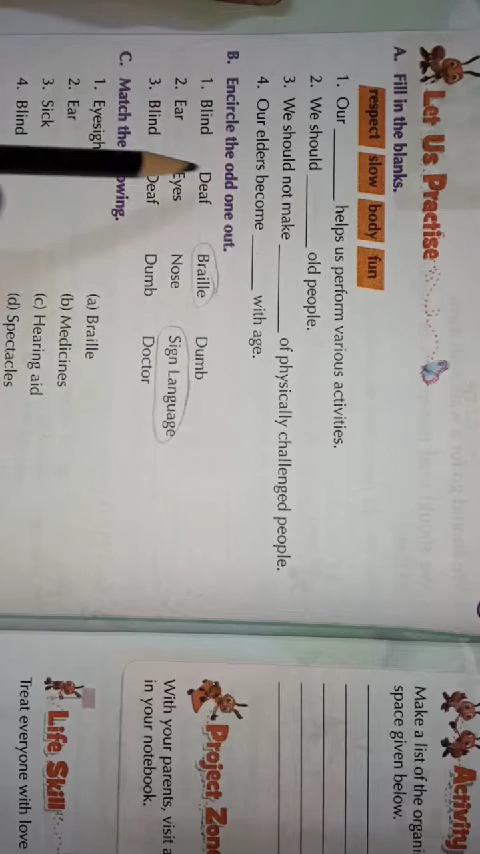 Let Us Practise
A. Fill in the blanks.
respect slow body fun
1. Our ________ helps us perform various activities.
2. We should ________ old people.
3. We should not make ________ of physically challenged people.
4. Our elders become ________ with age.
B. Encircle the odd one out.
1. Blind Deaf Braille Dumb
2. Ear Eyes Nose Sign Language
3. Blind Deaf Dumb Doctor
C. Match the
1. (a) Braille
2. Ear (b) Medicines
3. Sick (c) Hearing aid
4. Blind (d) Spectacles
Activity
Make a list of the
space given below.
Project
With your parents, visit a
in your notebook.
Life Skill
Treat everyone with love